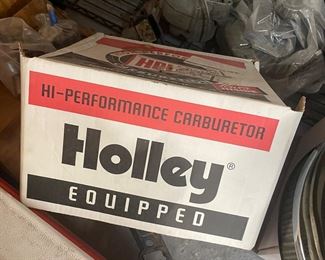 HI-PERFORMANCE CARBURETOR
Holley®
EQUIPPED